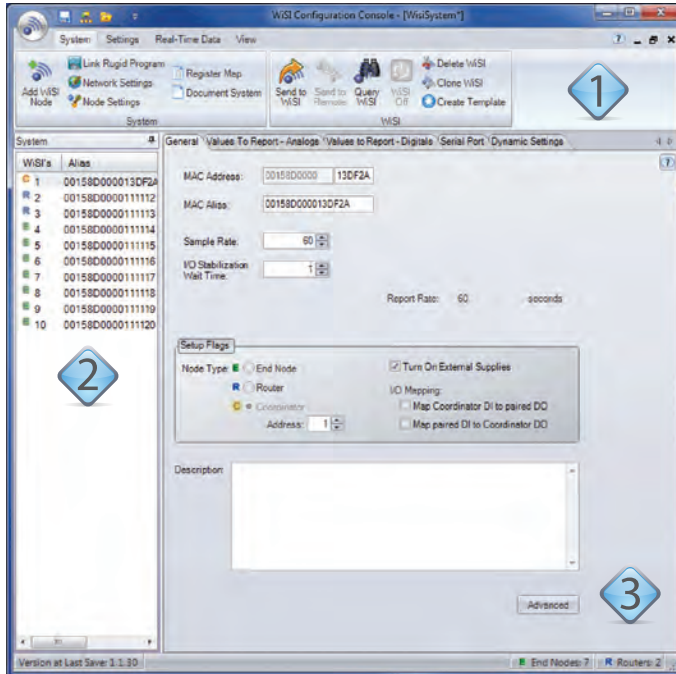 WiSI Configuration Console - [WisiSystem*]
System Settings Real-Time Data View
Add WiSI Node
Link Rugid Program
Network Settings
Node Settings
Register Map
Document System
System
Send to WiSI
Send to Remote
Query WiSI
WiSI Off
Delete WiSI
Clone WiSI
Create Template
WiSI
1
System
WiSI's Alias
C 1 00158D000013DF2A
R 2 00158D0000111112
R 3 00158D0000111113
E 4 00158D0000111114
E 5 00158D0000111115
E 6 00158D0000111116
E 7 00158D0000111117
E 8 00158D0000111118
E 9 00158D0000111119
E 10 00158D0000111120
2
General Values To Report - Analogs Values to Report - Digitals Serial Port Dynamic Settings
MAC Address: 00158D0000 13DF2A
MAC Alias: 00158D000013DF2A
Sample Rate: 60
I/O Stabilization Wait Time: 1
Report Rate: 60 seconds
Setup Flags
Node Type: E End Node
R Router
C Coordinator
Address: 1
Turn On External Supplies
I/O Mapping:
Map Coordinator DI to paired DO
Map paired DI to Coordinator DO
Description:
Advanced
3
Version at Last Save: 1.1.30
E End Nodes: 7 R Routers: 2